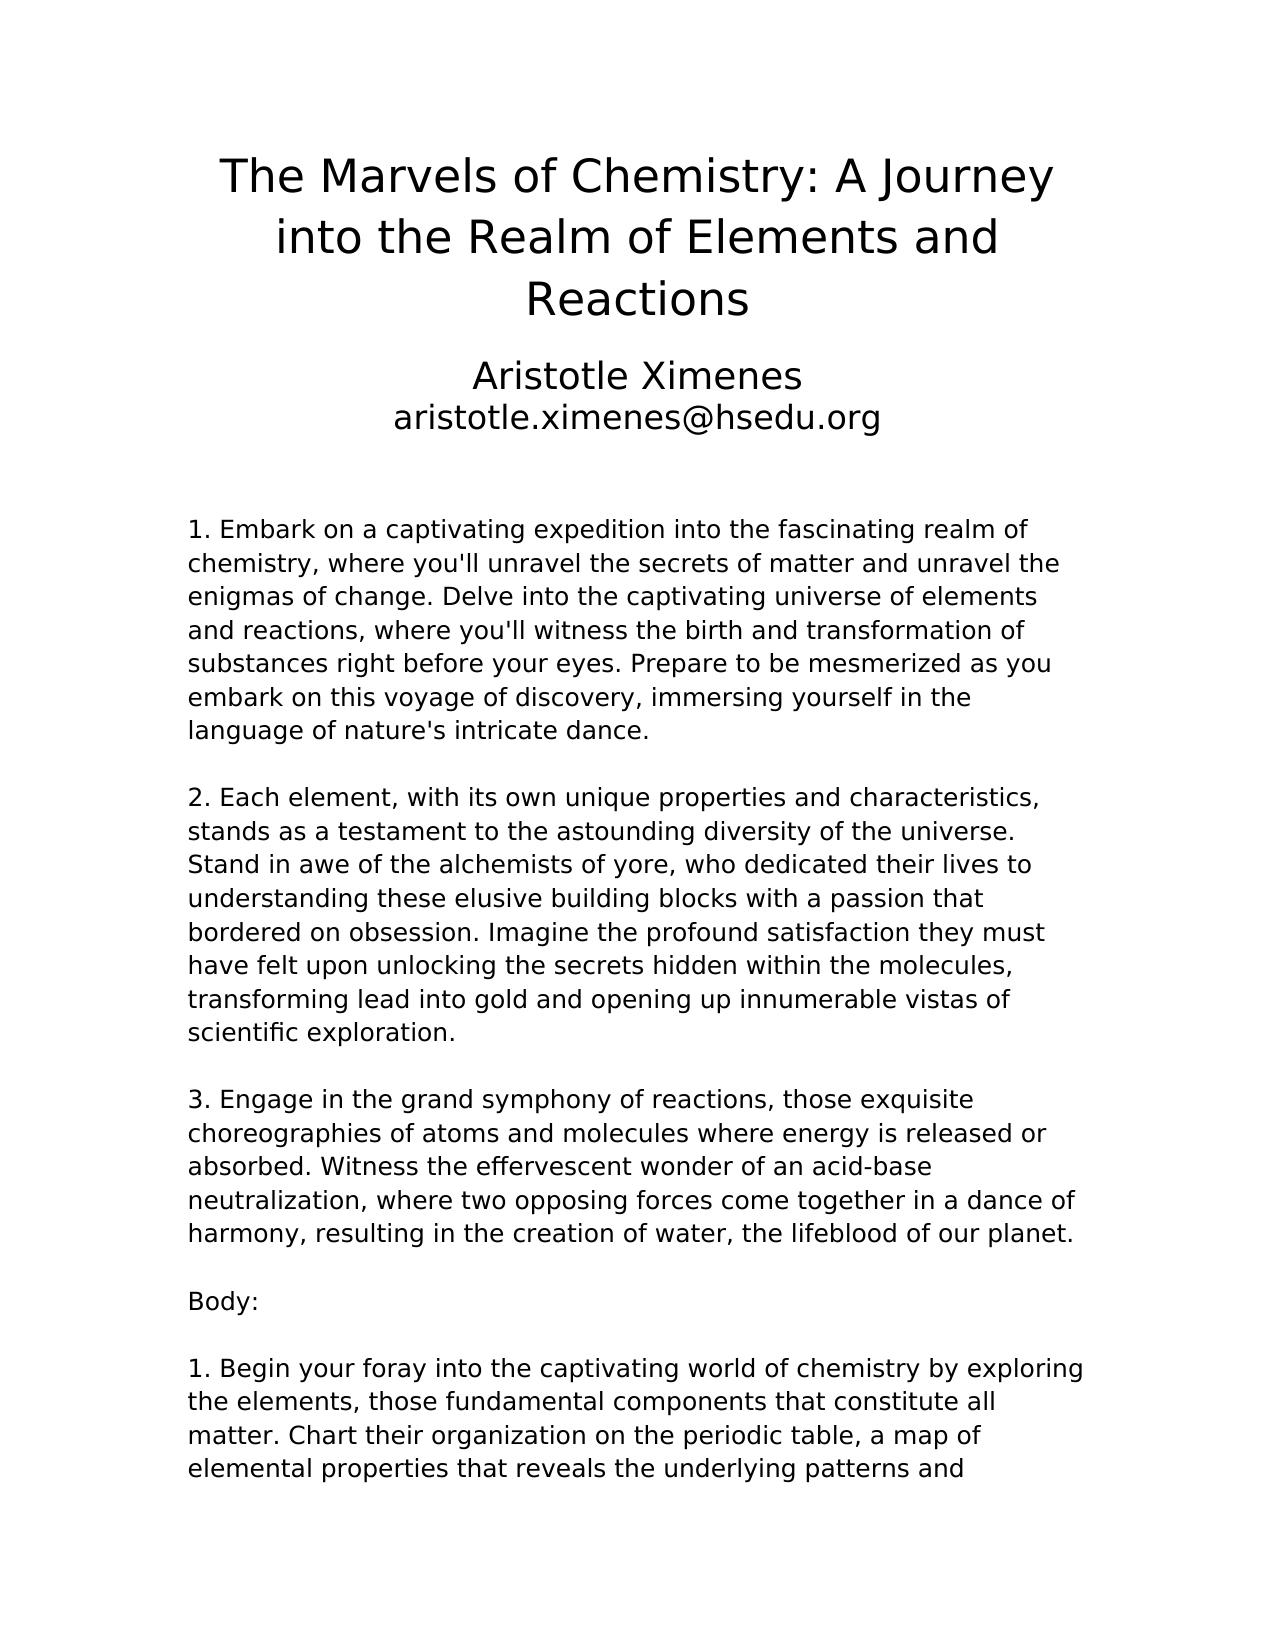 The Marvels of Chemistry: A Journey
into the Realm of Elements and
Reactions
Aristotle Ximenes
aristotle.ximenes@hsedu.org
1. Embark on a captivating expedition into the fascinating realm of
chemistry, where you'll unravel the secrets of matter and unravel the
enigmas of change. Delve into the captivating universe of elements
and reactions, where you'll witness the birth and transformation of
substances right before your eyes. Prepare to be mesmerized as you
embark on this voyage of discovery, immersing yourself in the
language of nature's intricate dance.
2. Each element, with its own unique properties and characteristics,
stands as a testament to the astounding diversity of the universe.
Stand in awe of the alchemists of yore, who dedicated their lives to
understanding these elusive building blocks with a passion that
bordered on obsession. Imagine the profound satisfaction they must
have felt upon unlocking the secrets hidden within the molecules,
transforming lead into gold and opening up innumerable vistas of
scientific exploration.
3. Engage in the grand symphony of reactions, those exquisite
choreographies of atoms and molecules where energy is released or
absorbed. Witness the effervescent wonder of an acid-base
neutralization, where two opposing forces come together in a dance of
harmony, resulting in the creation of water, the lifeblood of our planet.
Body:
1. Begin your foray into the captivating world of chemistry by exploring
the elements, those fundamental components that constitute all
matter. Chart their organization on the periodic table, a map of
elemental properties that reveals the underlying patterns and